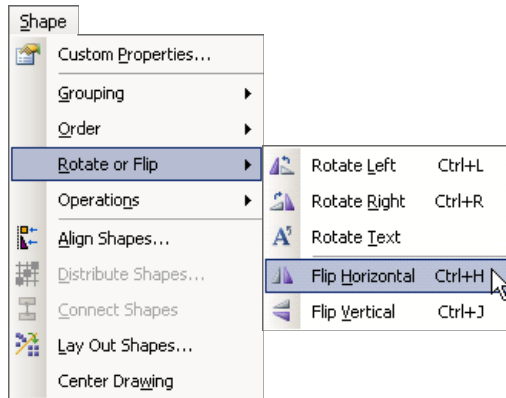 Shape
Custom Properties...
Grouping
Order
Rotate or Flip
Operations
Align Shapes...
Distribute Shapes...
Connect Shapes
Lay Out Shapes...
Center Drawing
Rotate Left Ctrl+L
Rotate Right Ctrl+R
Rotate Text
Flip Horizontal Ctrl+H
Flip Vertical Ctrl+J